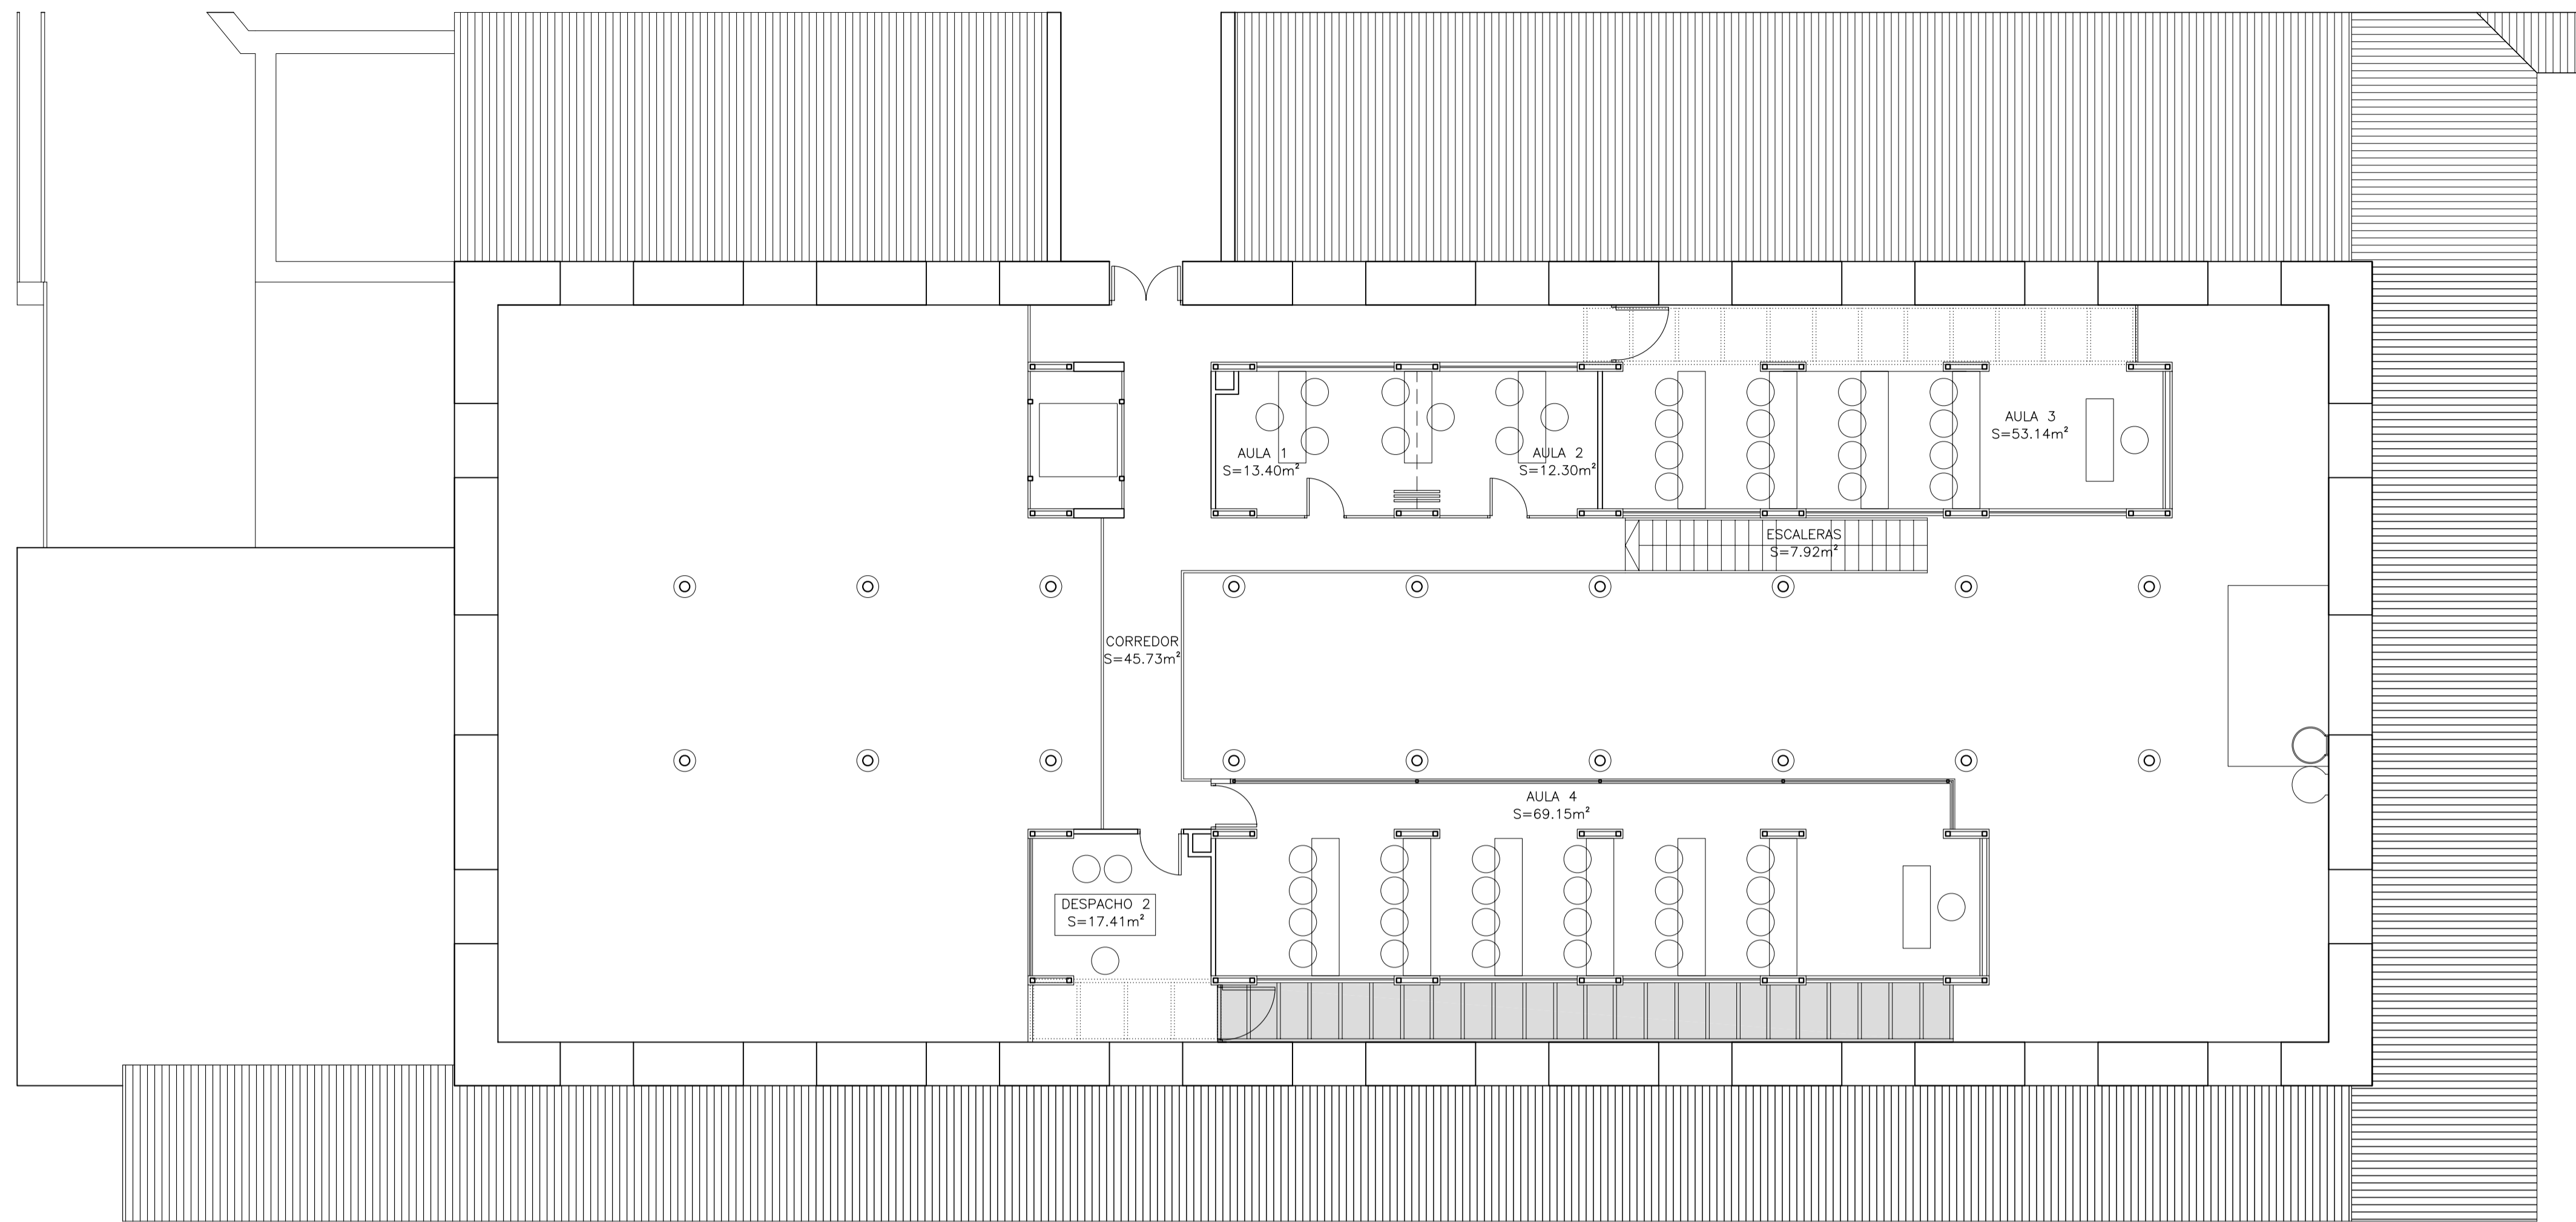 AULA 1
S=13.40m²
AULA 2
S=12.30m²
AULA 3
S=53.14m²
ESCALERAS
S=7.92m²
CORREDOR
S=45.73m²
AULA 4
S=69.15m²
DESPACHO 2
S=17.41m²